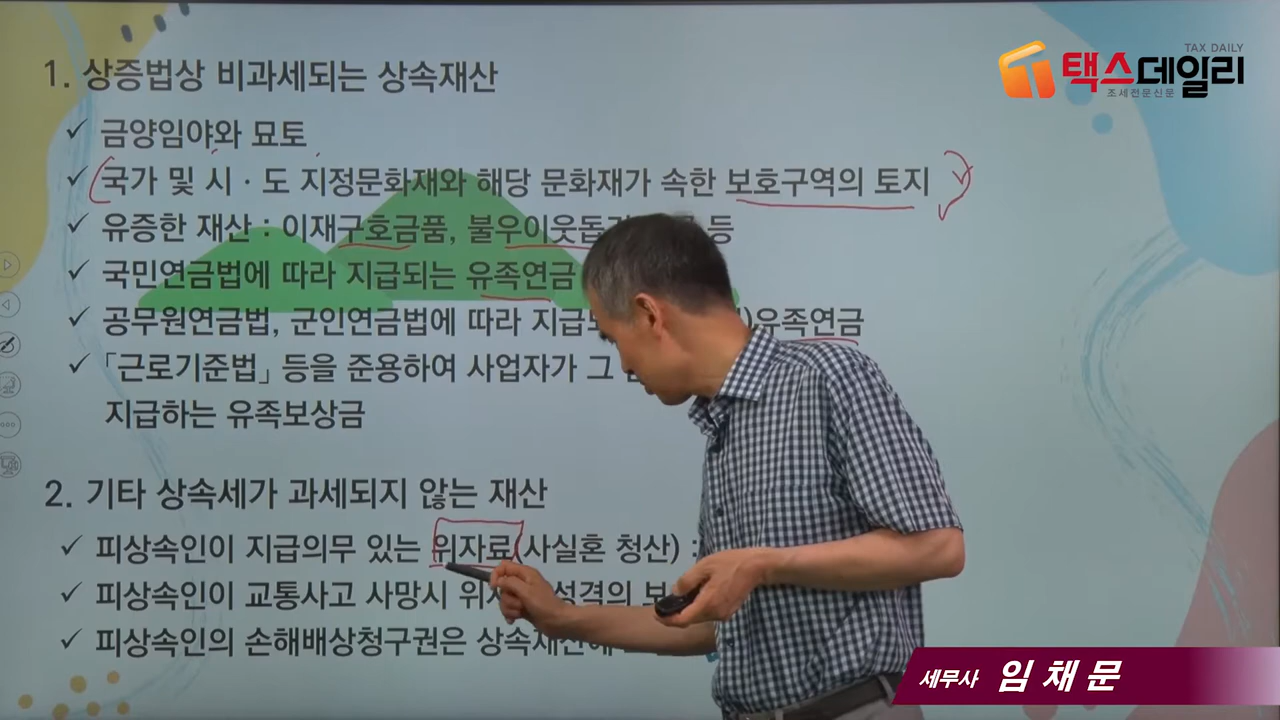 TAX DAILY
택스데일리
조세전문신문
1. 상증법상 비과세되는 상속재산
✓ 금양임야와 묘토
✓ 국가 및 시·도 지정문화재와 해당 문화재가 속한 보호구역의 토지
✓ 유증한 재산 : 이재구호금품, 불우이웃돕 등
✓ 국민연금법에 따라 지급되는 유족연금
✓ 공무원연금법, 군인연금법에 따라 지급 )유족연금
✓ 「근로기준법」 등을 준용하여 사업자가 그
지급하는 유족보상금
2. 기타 상속세가 과세되지 않는 재산
✓ 피상속인이 지급의무 있는 위자료(사실혼 청산) :
✓ 피상속인이 교통사고 사망시 성격의
✓ 피상속인의 손해배상청구권은
세무사 임채문